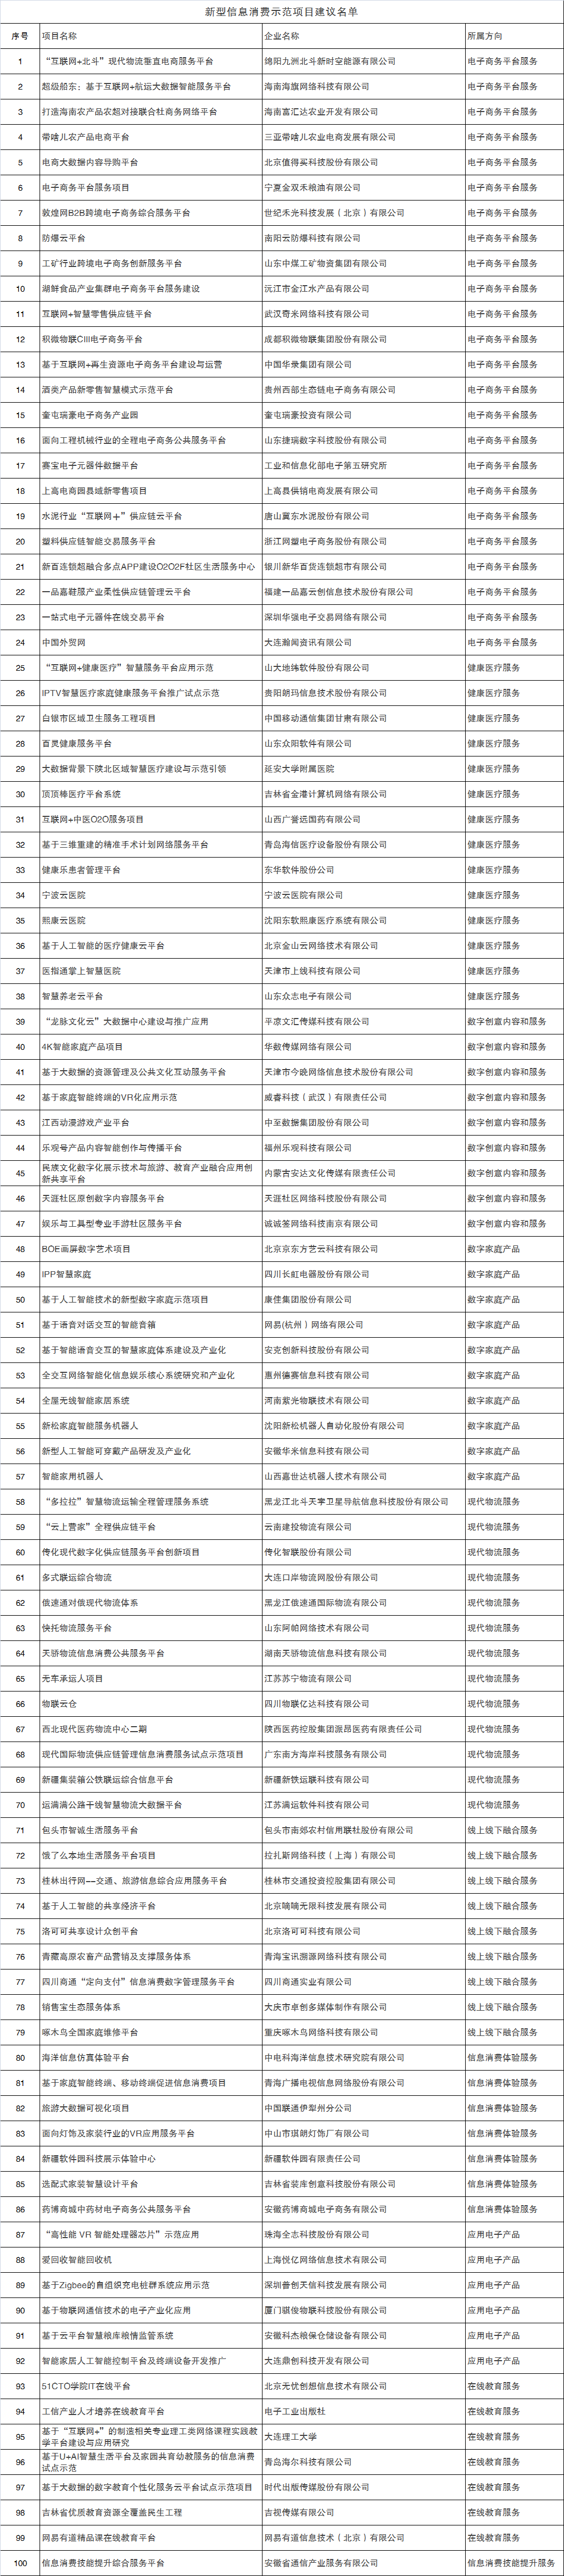 新型信息消费示范项目建议名单
序号 项目名称 企业名称 所属方向
1 “互联网+北斗”现代物流垂直电商服务平台 绵阳九洲北斗新时空能源有限公司 电子商务平台服务
2 超级船东：基于互联网+航运大数据智能服务平台 海南海旗网络科技有限公司 电子商务平台服务
3 打造海南农产品农超对接联合社商务网络平台 海南富汇达农业开发有限公司 电子商务平台服务
4 带啥儿农产品电商平台 三亚带啥儿农业电商发展有限公司 电子商务平台服务
5 电商大数据内容导购平台 北京值得买科技股份有限公司 电子商务平台服务
6 电子商务平台服务项目 宁夏金双禾粮油有限公司 电子商务平台服务
7 敦煌网B2B跨境电子商务综合服务平台 世纪禾光科技发展（北京）有限公司 电子商务平台服务
8 防爆云平台 南阳云防爆科技有限公司 电子商务平台服务
9 工矿行业跨境电子商务创新服务平台 山东中煤工矿物资集团有限公司 电子商务平台服务
10 湖鲜食品产业集群电子商务平台服务建设 沅江市金江水产品有限公司 电子商务平台服务
11 互联网+智慧零售供应链平台 武汉奇米网络科技有限公司 电子商务平台服务
12 积微物联CIII电子商务平台 成都积微物联集团股份有限公司 电子商务平台服务
13 基于互联网+再生资源电子商务平台建设与运营 中国华录集团有限公司 电子商务平台服务
14 酒类产品新零售智慧模式示范平台 贵州西部生态链电子商务有限公司 电子商务平台服务
15 奎屯瑞豪电子商务产业园 奎屯瑞豪投资有限公司 电子商务平台服务
16 面向工程机械行业的全程电子商务公共服务平台 山东捷瑞数字科技股份有限公司 电子商务平台服务
17 赛宝电子元器件数据平台 工业和信息化部电子第五研究所 电子商务平台服务
18 上高电商园县域新零售项目 上高县供销电商发展有限公司 电子商务平台服务
19 水泥行业“互联网＋”供应链云平台 唐山冀东水泥股份有限公司 电子商务平台服务
20 塑料供应链智能交易服务平台 浙江网塑电子商务股份有限公司 电子商务平台服务
21 新百连锁超融合多点APP建设O2O2F社区生活服务中心 银川新华百货连锁超市有限公司 电子商务平台服务
22 一品嘉鞋服产业柔性供应链管理云平台 福建一品嘉云创信息技术股份有限公司 电子商务平台服务
23 一站式电子元器件在线交易平台 深圳华强电子交易网络有限公司 电子商务平台服务
24 中国外贸网 大连瀚闻资讯有限公司 电子商务平台服务
25 “互联网+健康医疗”智慧服务平台应用示范 山大地纬软件股份有限公司 健康医疗服务
26 IPTV智慧医疗家庭健康服务平台推广试点示范 贵阳朗玛信息技术股份有限公司 健康医疗服务
27 白银市区域卫生服务工程项目 中国移动通信集团甘肃有限公司 健康医疗服务
28 百灵健康服务平台 山东众阳软件有限公司 健康医疗服务
29 大数据背景下陕北区域智慧医疗建设与示范引领 延安大学附属医院 健康医疗服务
30 顶顶棒医疗平台系统 吉林省金港计算机网络有限公司 健康医疗服务
31 互联网+中医O2O服务项目 山西广誉远国药有限公司 健康医疗服务
32 基于三维重建的精准手术计划网络服务平台 青岛海信医疗设备股份有限公司 健康医疗服务
33 健康乐患者管理平台 东华软件股份公司 健康医疗服务
34 宁波云医院 宁波云医院有限公司 健康医疗服务
35 熙康云医院 沈阳东软熙康医疗系统有限公司 健康医疗服务
36 基于人工智能的医疗健康云平台 北京金山云网络技术有限公司 健康医疗服务
37 医指通掌上智慧医院 天津市上线科技有限公司 健康医疗服务
38 智慧养老云平台 山东众志电子有限公司 健康医疗服务
39 “龙脉文化云”大数据中心建设与推广应用 平凉文汇传媒科技有限公司 数字创意内容和服务
40 4K智能家庭产品项目 华数传媒网络有限公司 数字创意内容和服务
41 基于大数据的资源管理及公共文化互动服务平台 天津市今晚网络信息技术股份有限公司 数字创意内容和服务
42 基于家庭智能终端的VR化应用示范 威睿科技（武汉）有限责任公司 数字创意内容和服务
43 江西动漫游戏产业平台 中至数据集团股份有限公司 数字创意内容和服务
44 乐观号产品内容智能创作与传播平台 福州乐观科技有限公司 数字创意内容和服务
45 民族文化数字化展示技术与旅游、教育产业融合应用创新共享平台 内蒙古安达文化传媒有限责任公司 数字创意内容和服务
46 天涯社区原创数字内容服务平台 天涯社区网络科技股份有限公司 数字创意内容和服务
47 娱乐与工具型专业手游社区服务平台 诚诚签网络科技南京有限公司 数字创意内容和服务
48 BOE画屏数字艺术项目 北京京东方艺云科技有限公司 数字家庭产品
49 IPP智慧家庭 四川长虹电器股份有限公司 数字家庭产品
50 基于人工智能技术的新型数字家庭示范项目 康佳集团股份有限公司 数字家庭产品
51 基于语音对话交互的智能音箱 网易(杭州）网络有限公司 数字家庭产品
52 基于智能语音交互的智慧家庭体系建设及产业化 安克创新科技股份有限公司 数字家庭产品
53 全交互网络智能化信息娱乐核心系统研究和产业化 惠州德赛信息科技有限公司 数字家庭产品
54 全屋无线智能家居系统 河南紫光物联技术有限公司 数字家庭产品
55 新松家庭智能服务机器人 沈阳新松机器人自动化股份有限公司 数字家庭产品
56 新型人工智能可穿戴产品研发及产业化 安徽华米信息科技有限公司 数字家庭产品
57 智能家用机器人 山西嘉世达机器人技术有限公司 数字家庭产品
58 “多拉拉”智慧物流运输全程管理服务系统 黑龙江北斗天宇卫星导航信息科技股份有限公司 现代物流服务
59 “云上营家”全程供应链平台 云南建投物流有限公司 现代物流服务
60 传化现代数字化供应链服务平台创新项目 传化智联股份有限公司 现代物流服务
61 多式联运综合物流 大连口岸物流网股份有限公司 现代物流服务
62 俄速通对俄现代物流体系 黑龙江俄速通国际物流有限公司 现代物流服务
63 快托物流服务平台 山东阿帕网络技术有限公司 现代物流服务
64 天骄物流信息消费公共服务平台 湖南天骄物流信息科技有限公司 现代物流服务
65 无车承运人项目 江苏苏宁物流有限公司 现代物流服务
66 物联云仓 四川物联亿达科技有限公司 现代物流服务
67 西北现代医药物流中心二期 陕西医药控股集团派昂医药有限责任公司 现代物流服务
68 现代国际物流供应链管理信息消费服务试点示范项目 广东南方海岸科技服务有限公司 现代物流服务
69 新疆集装箱公铁联运综合信息平台 新疆新铁运联科技有限公司 现代物流服务
70 运满满公路干线智慧物流大数据平台 江苏满运软件科技有限公司 现代物流服务
71 包头市智诚生活服务平台 包头市南郊农村信用联社股份有限公司 线上线下融合服务
72 饿了么本地生活服务平台项目 拉扎斯网络科技（上海）有限公司 线上线下融合服务
73 桂林出行网--交通、旅游信息综合应用服务平台 桂林市交通投资控股集团有限公司 线上线下融合服务
74 基于人工智能的共享经济平台 北京嘀嘀无限科技发展有限公司 线上线下融合服务
75 洛可可共享设计众创平台 北京洛可可科技有限公司 线上线下融合服务
76 青藏高原农畜产品营销及支撑服务体系 青海宝讯溯源网络科技有限公司 线上线下融合服务
77 四川商通“定向支付”信息消费数字管理服务平台 四川商通实业有限公司 线上线下融合服务
78 销售宝生态服务体系 大庆市卓创多媒体制作有限公司 线上线下融合服务
79 啄木鸟全国家庭维修平台 重庆啄木鸟网络科技有限公司 线上线下融合服务
80 海洋信息仿真体验平台 中电科海洋信息技术研究院有限公司 信息消费体验服务
81 基于家庭智能终端、移动终端促进信息消费项目 青海广播电视信息网络股份有限公司 信息消费体验服务
82 旅游大数据可视化项目 中国联通伊犁州分公司 信息消费体验服务
83 面向灯饰及家装行业的VR应用服务平台 中山市琪朗灯饰厂有限公司 信息消费体验服务
84 新疆软件园科技展示体验中心 新疆软件园有限责任公司 信息消费体验服务
85 选配式家装智慧设计平台 吉林省装库创意科技股份有限公司 信息消费体验服务
86 药博商城中药材电子商务公共服务平台 安徽药博商城电子商务有限公司 信息消费体验服务
87 “高性能 VR 智能处理器芯片”示范应用 珠海全志科技股份有限公司 应用电子产品
88 爱回收智能回收机 上海悦亿网络信息技术有限公司 应用电子产品
89 基于Zigbee的自组织充电桩群系统应用示范 深圳普创天信科技发展有限公司 应用电子产品
90 基于物联网通信技术的电子产业化应用 厦门骐俊物联科技股份有限公司 应用电子产品
91 基于云平台智慧粮库粮情监管系统 安徽科杰粮保仓储设备有限公司 应用电子产品
92 智能家居人工智能控制平台及终端设备开发推广 大连鼎创科技开发有限公司 应用电子产品
93 51CTO学院IT在线平台 北京无忧创想信息技术有限公司 在线教育服务
94 工信产业人才培养在线教育平台 电子工业出版社 在线教育服务
95 基于“互联网+”的制造相关专业理工类网络课程实践教学平台建设与应用研究 大连理工大学 在线教育服务
96 基于U+AI智慧生活平台及家园共育幼教服务的信息消费试点示范 青岛海尔科技有限公司 在线教育服务
97 基于大数据的数字教育个性化服务云平台试点示范项目 时代出版传媒股份有限公司 在线教育服务
98 吉林省优质教育资源全覆盖民生工程 吉视传媒有限公司 在线教育服务
99 网易有道精品课在线教育平台 网易有道信息技术（北京）有限公司 在线教育服务
100 信息消费技能提升综合服务平台 安徽省通信产业服务有限公司 信息消费技能提升服务